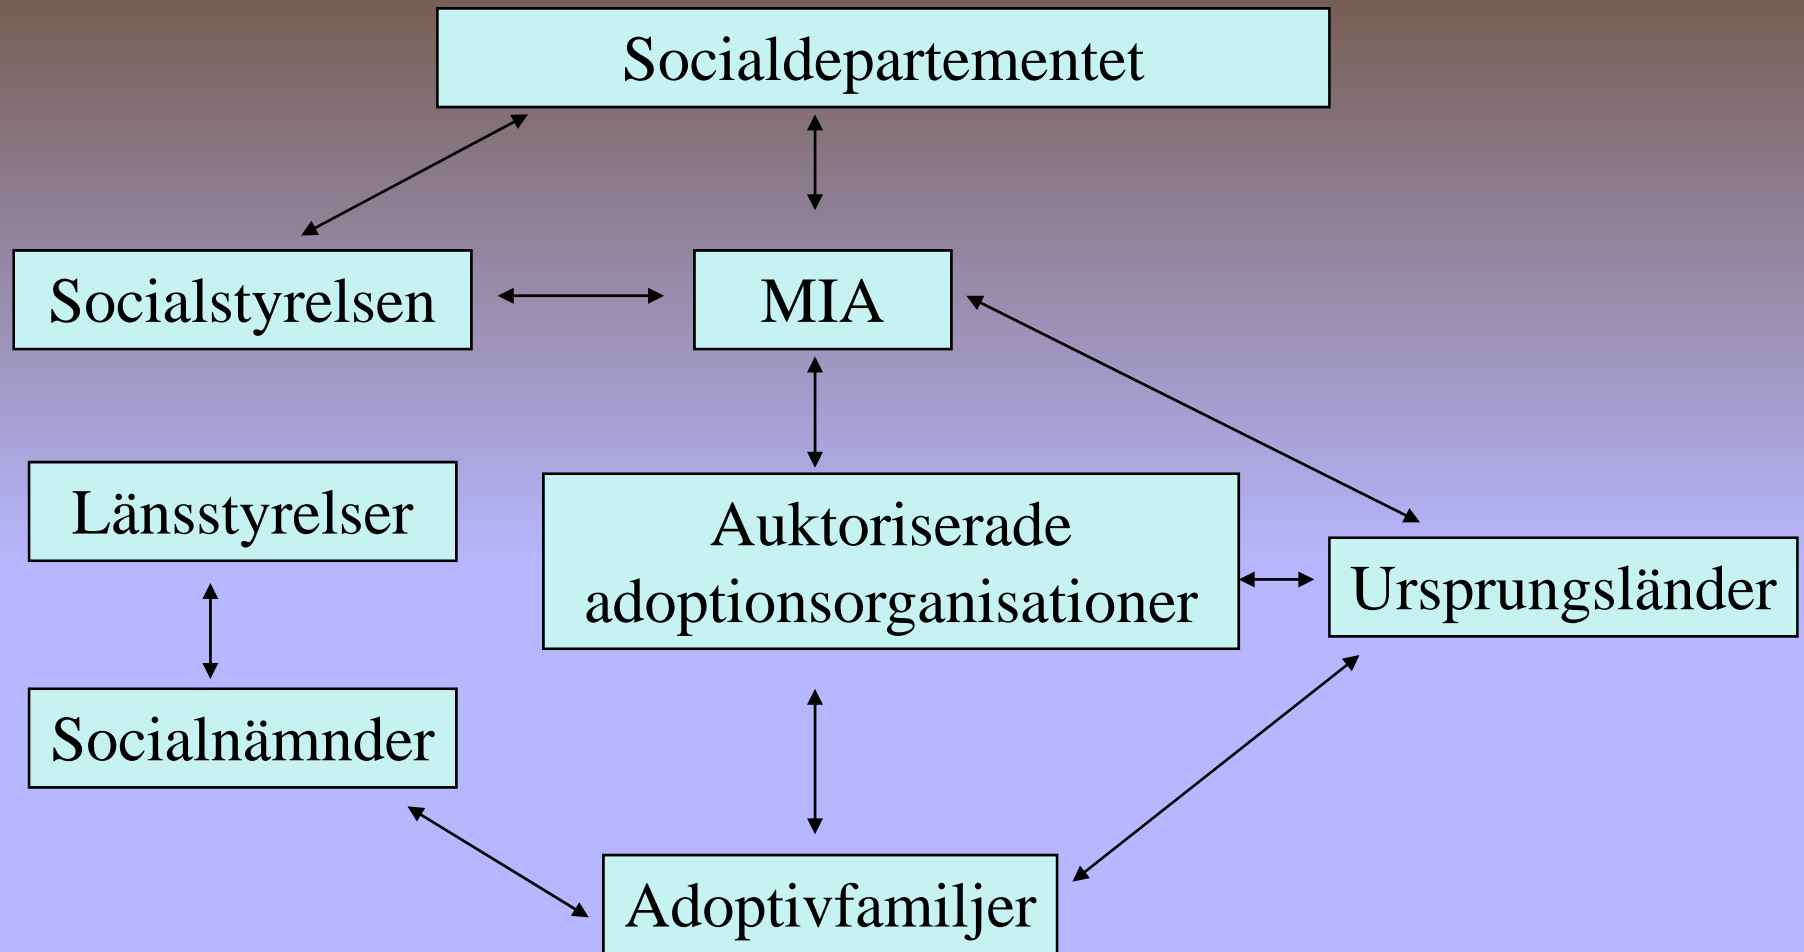 Socialdepartementet
Socialstyrelsen
MIA
Länsstyrelser
Auktoriserade
adoptionsorganisationer
Ursprungsländer
Socialnämnder
Adoptivfamiljer